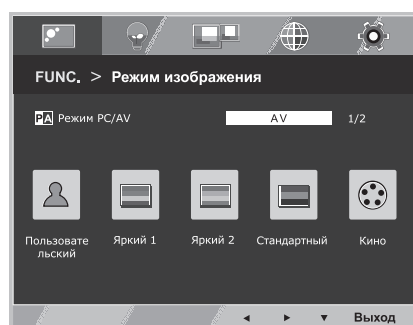 FUNC. > Режим изображения
PA Режим PC/AV AV 1/2
Пользовате
льский
Яркий 1
Яркий 2
Стандартный
Кино
Выход